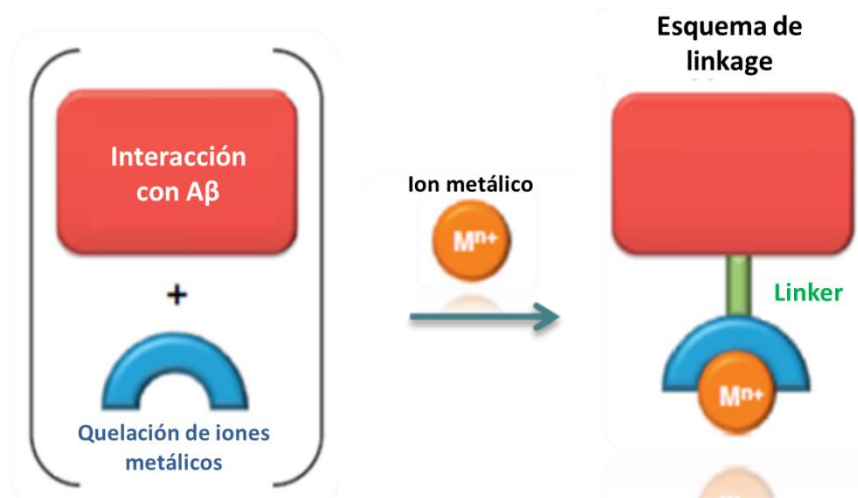 Interacción
con Aβ
+
Quelación de iones
metálicos
Ion metálico
Mⁿ⁺
Esquema de
linkage
Linker
Mⁿ⁺